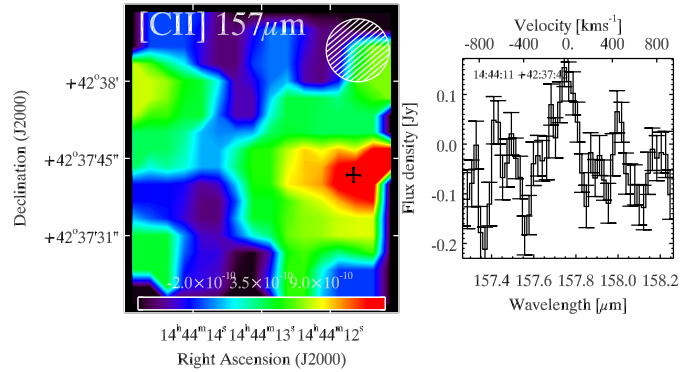 [CII] 157μm
+42°38'
+42°37'45"
+42°37'31"
Declination (J2000)
-2.0×10⁻¹⁰ 3.5×10⁻¹⁰ 9.0×10⁻¹⁰
14ʰ44ᵐ14ˢ 14ʰ44ᵐ13ˢ 14ʰ44ᵐ12ˢ
Right Ascension (J2000)
Velocity [kms⁻¹]
-800 -400 0. 400 800
14:44:11 +42:37:4
0.1
0.0
-0.1
-0.2
Flux density [Jy]
157.4 157.6 157.8 158.0 158.2
Wavelength [μm]